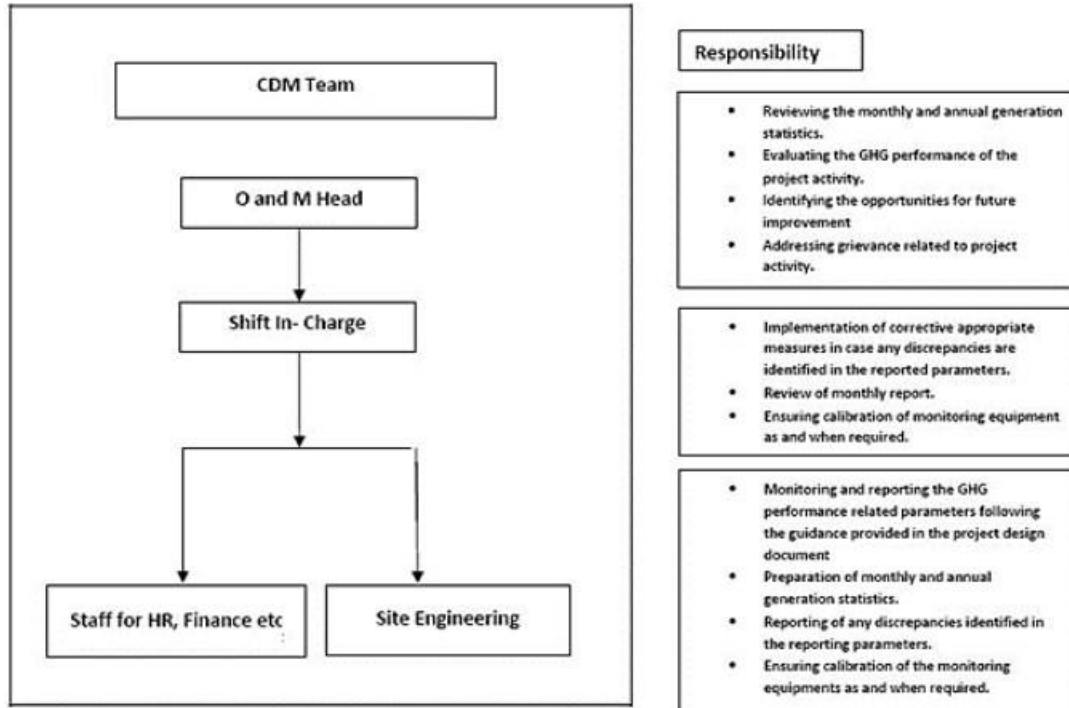 CDM Team
O and M Head
Shift In- Charge
Staff for HR, Finance etc
Site Engineering
Responsibility
• Reviewing the monthly and annual generation
statistics.
• Evaluating the GHG performance of the
project activity.
• Identifying the opportunities for future
improvement
• Addressing grievance related to project
activity.
• Implementation of corrective appropriate
measures in case any discrepancies are
identified in the reported parameters.
• Review of monthly report.
• Ensuring calibration of monitoring equipment
as and when required.
• Monitoring and reporting the GHG
performance related parameters following
the guidance provided in the project design
document
• Preparation of monthly and annual
generation statistics.
• Reporting of any discrepancies identified in
the reporting parameters.
• Ensuring calibration of the monitoring
equipments as and when required.